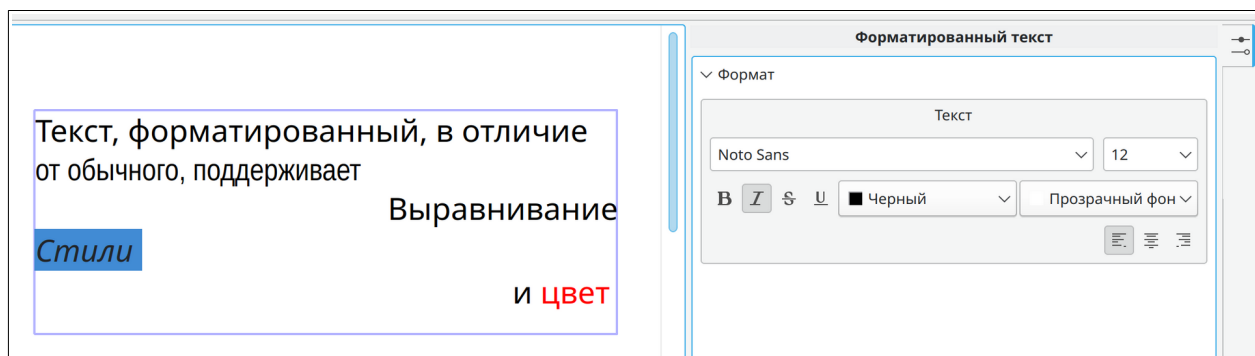 Форматированный текст
Формат
Текст
Noto Sans
12
B I S U Черный Прозрачный фон
Текст, форматированный, в отличие
от обычного, поддерживает
Выравнивание
Стили
и цвет